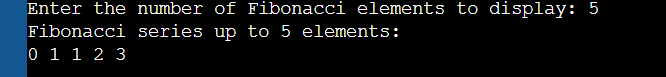 Enter the number of Fibonacci elements to display: 5
Fibonacci series up to 5 elements:
0 1 1 2 3